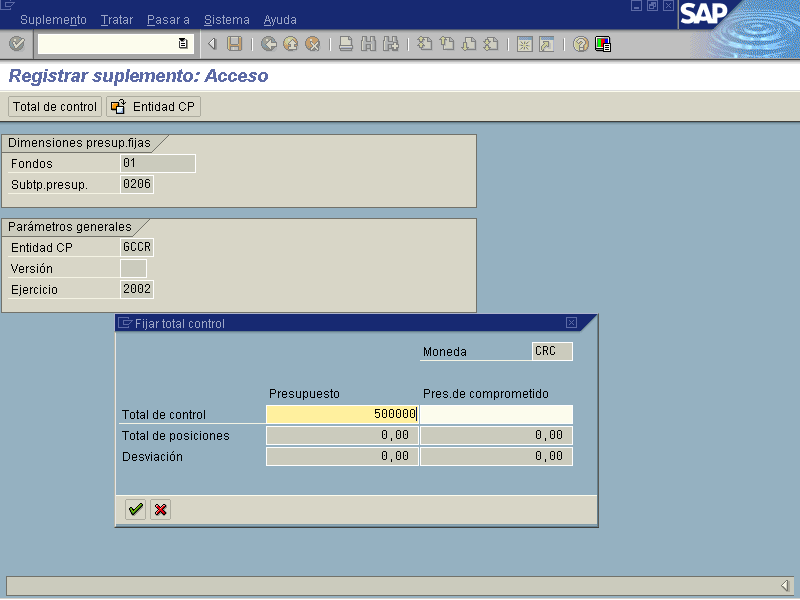 Suplemento Tratar Pasar a Sistema Ayuda
SAP
Registrar suplemento: Acceso
Total de control Entidad CP
Dimensiones presup.fijas
Fondos 01
Subtp.presup. 0206
Parámetros generales
Entidad CP GCCR
Versión
Ejercicio 2002
Fijar total control
Moneda CRC
Presupuesto Pres.de comprometido
Total de control 500000
Total de posiciones 0,00 0,00
Desviación 0,00 0,00